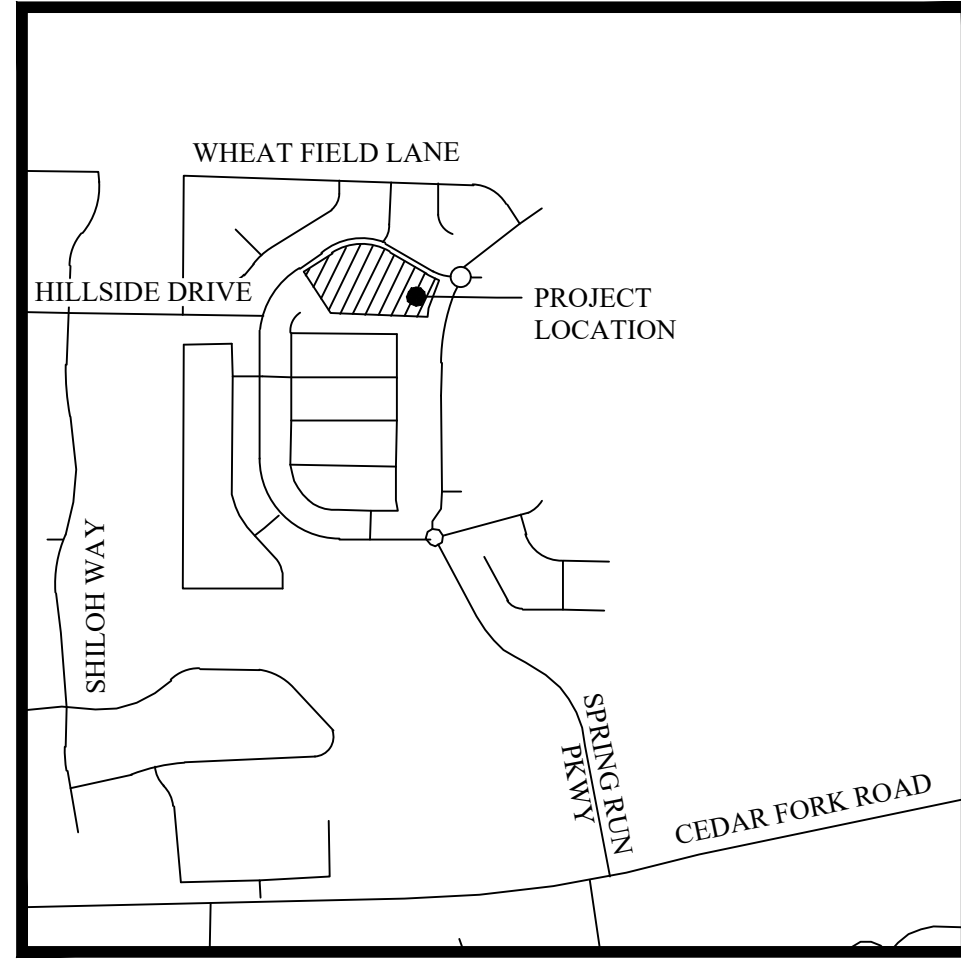 WHEAT FIELD LANE
HILLSIDE DRIVE
PROJECT
LOCATION
SHILOH WAY
SPRING RUN
PKWY
CEDAR FORK ROAD